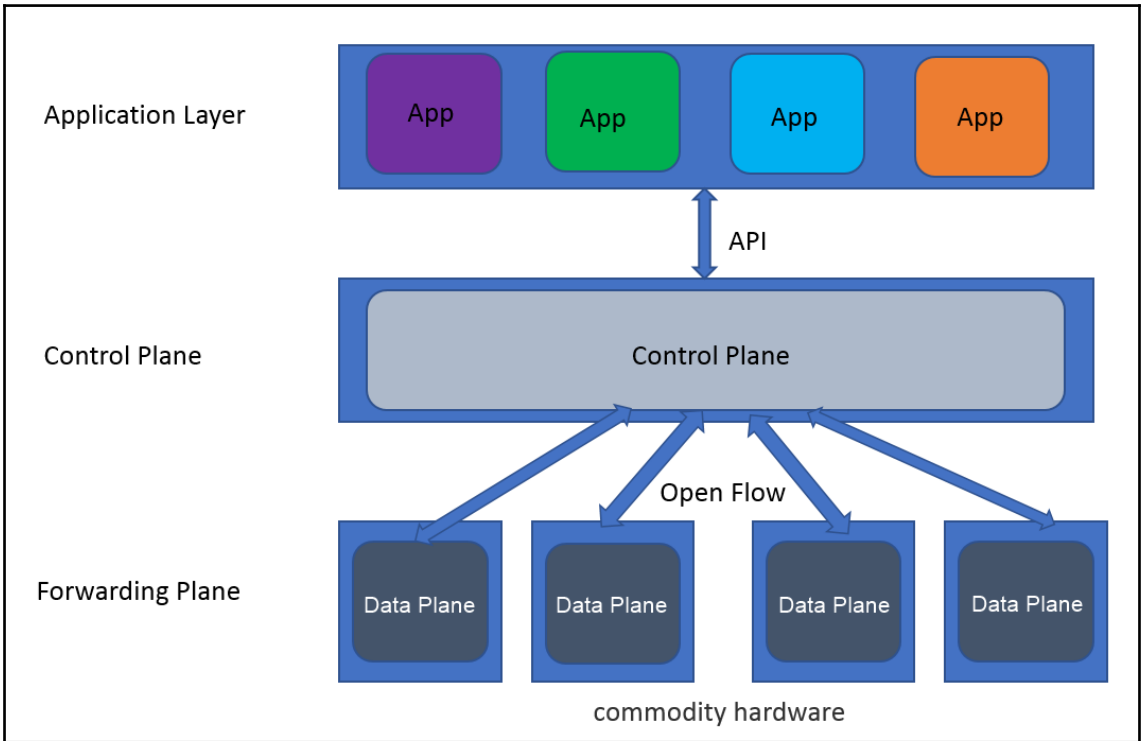 Application Layer
App
App
App
App
API
Control Plane
Control Plane
Open Flow
Forwarding Plane
Data Plane
Data Plane
Data Plane
Data Plane
commodity hardware